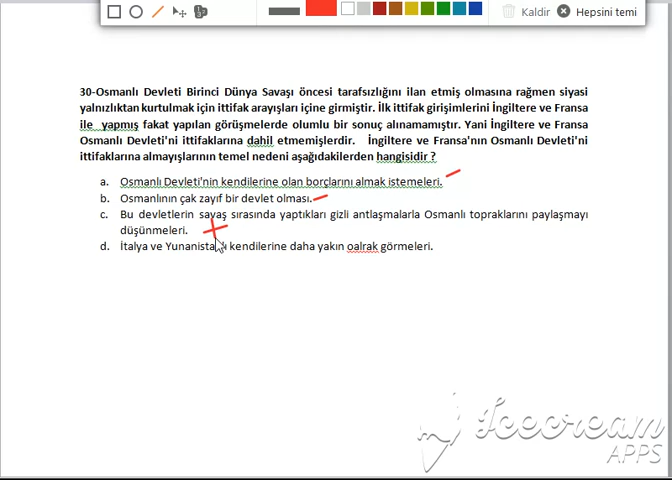 Kaldir
Hepsini temi
30-Osmanlı Devleti Birinci Dünya Savaşı öncesi tarafsızlığını ilan etmiş olmasına rağmen siyasi
yalnızlıktan kurtulmak için ittifak arayışları içine girmiştir. İlk ittifak girişimlerini İngiltere ve Fransa
ile yapmış fakat yapılan görüşmelerde olumlu bir sonuç alınamamıştır. Yani İngiltere ve Fransa
Osmanlı Devleti'ni ittifaklarına dahil etmemişlerdir. İngiltere ve Fransa'nın Osmanlı Devleti'ni
ittifaklarına almayışlarının temel nedeni aşağıdakilerden hangisidir ?
a. Osmanlı Devleti'nin kendilerine olan borçlarını almak istemeleri.
b. Osmanlının çak zayıf bir devlet olması.
c. Bu devletlerin savaş sırasında yaptıkları gizli antlaşmalarla Osmanlı topraklarını paylaşmayı
düşünmeleri.
d. İtalya ve kendilerine daha yakın oalrak görmeleri.
Icecream
APPS